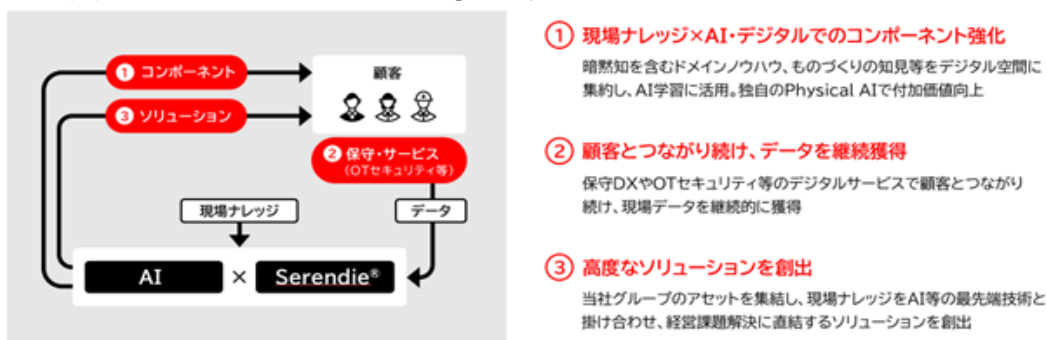 ① コンポーネント
③ ソリューション
顧客
② 保守・サービス
(OTセキュリティ等)
現場ナレッジ
データ
AI × Serendie®
① 現場ナレッジ×AI・デジタルでのコンポーネント強化
暗黙知を含むドメインノウハウ、ものづくりの知見等をデジタル空間に
集約し、AI学習に活用。独自のPhysical AIで付加価値向上
② 顧客とつながり続け、データを継続獲得
保守DXやOTセキュリティ等のデジタルサービスで顧客とつながり
続け、現場データを継続的に獲得
③ 高度なソリューションを創出
当社グループのアセットを集結し、現場ナレッジをAI等の最先端技術と
掛け合わせ、経営課題解決に直結するソリューションを創出